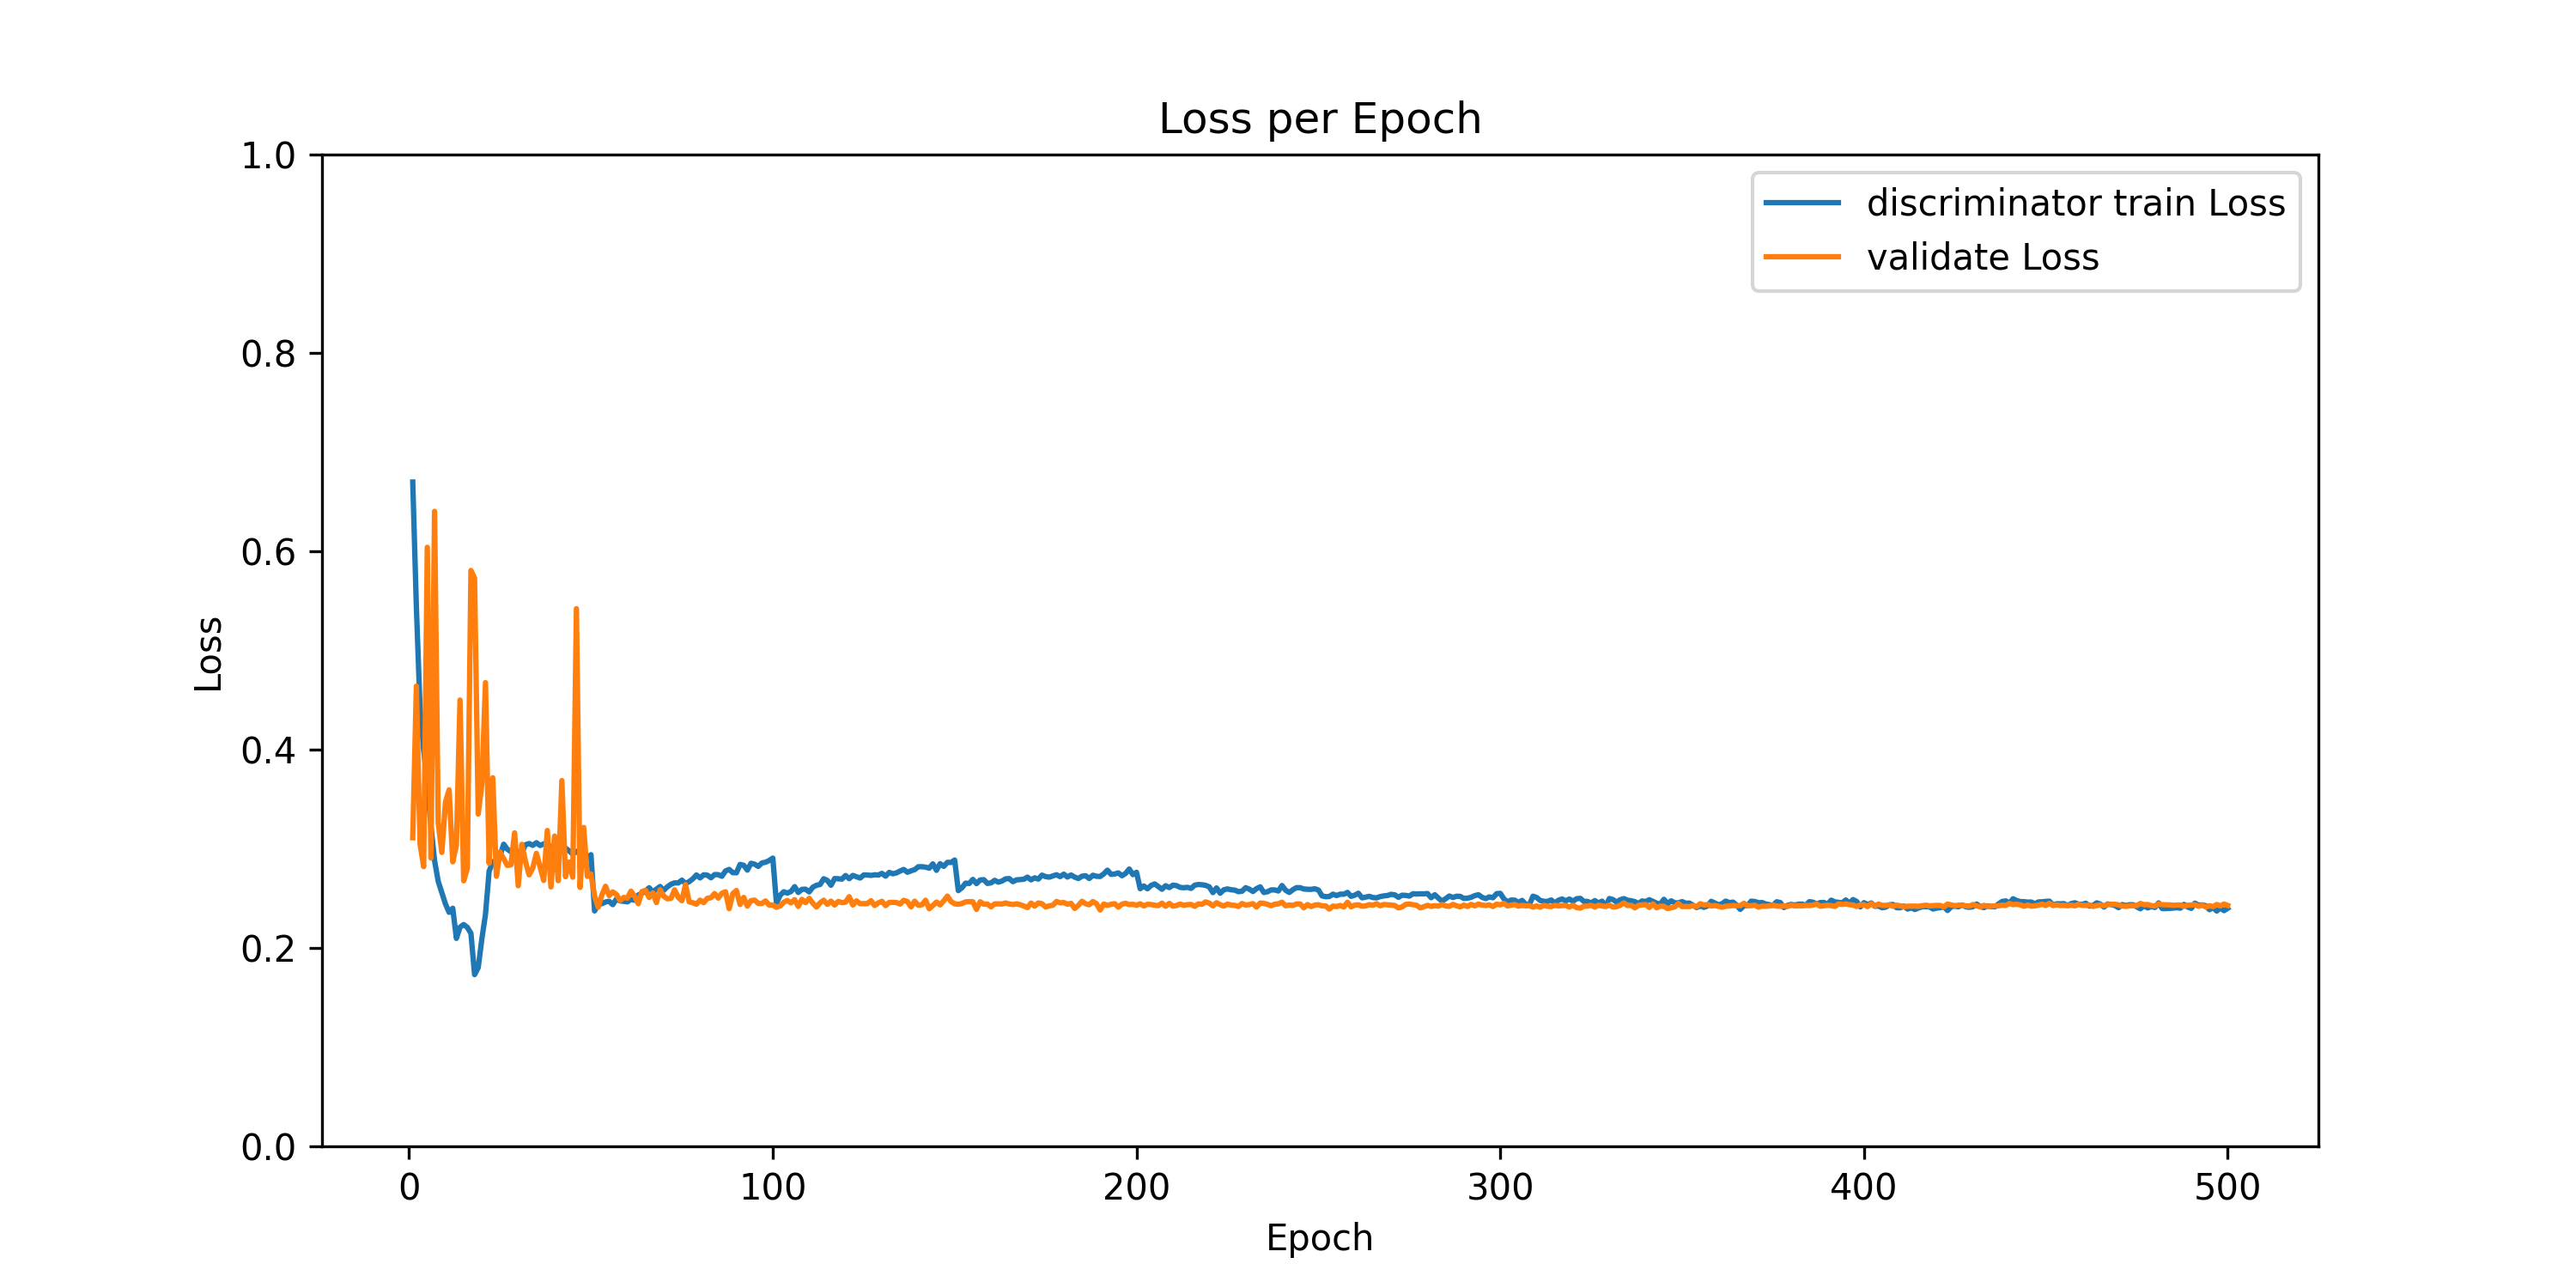 Loss per Epoch
1.0
0.8
0.6
0.4
0.2
0.0
Loss
discriminator train Loss
validate Loss
0 100 200 300 400 500
Epoch